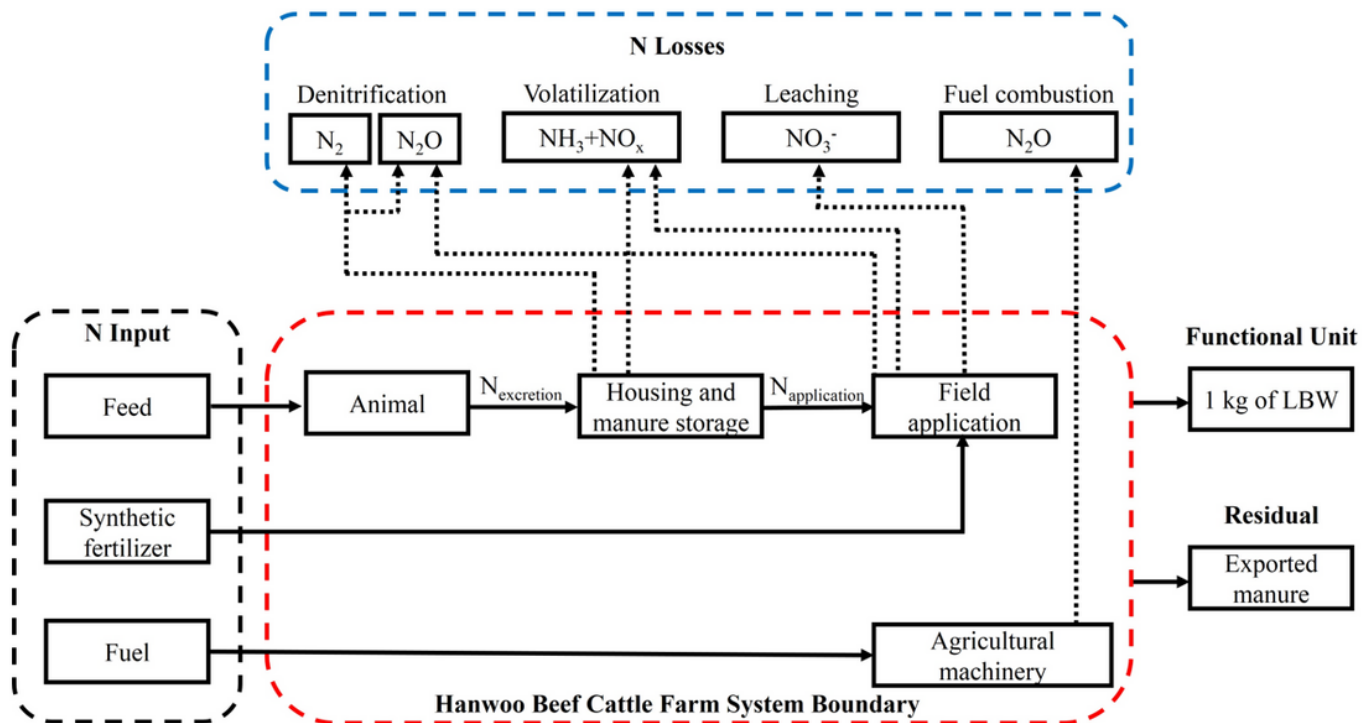 N Losses
Denitrification
Volatilization
Leaching
Fuel combustion
N₂
N₂O
NH₃+NOₓ
NO₃⁻
N₂O
N Input
Feed
Synthetic
fertilizer
Fuel
Animal
N_excretion
Housing and
manure storage
N_application
Field
application
Agricultural
machinery
Hanwoo Beef Cattle Farm System Boundary
Functional Unit
1 kg of LBW
Residual
Exported
manure